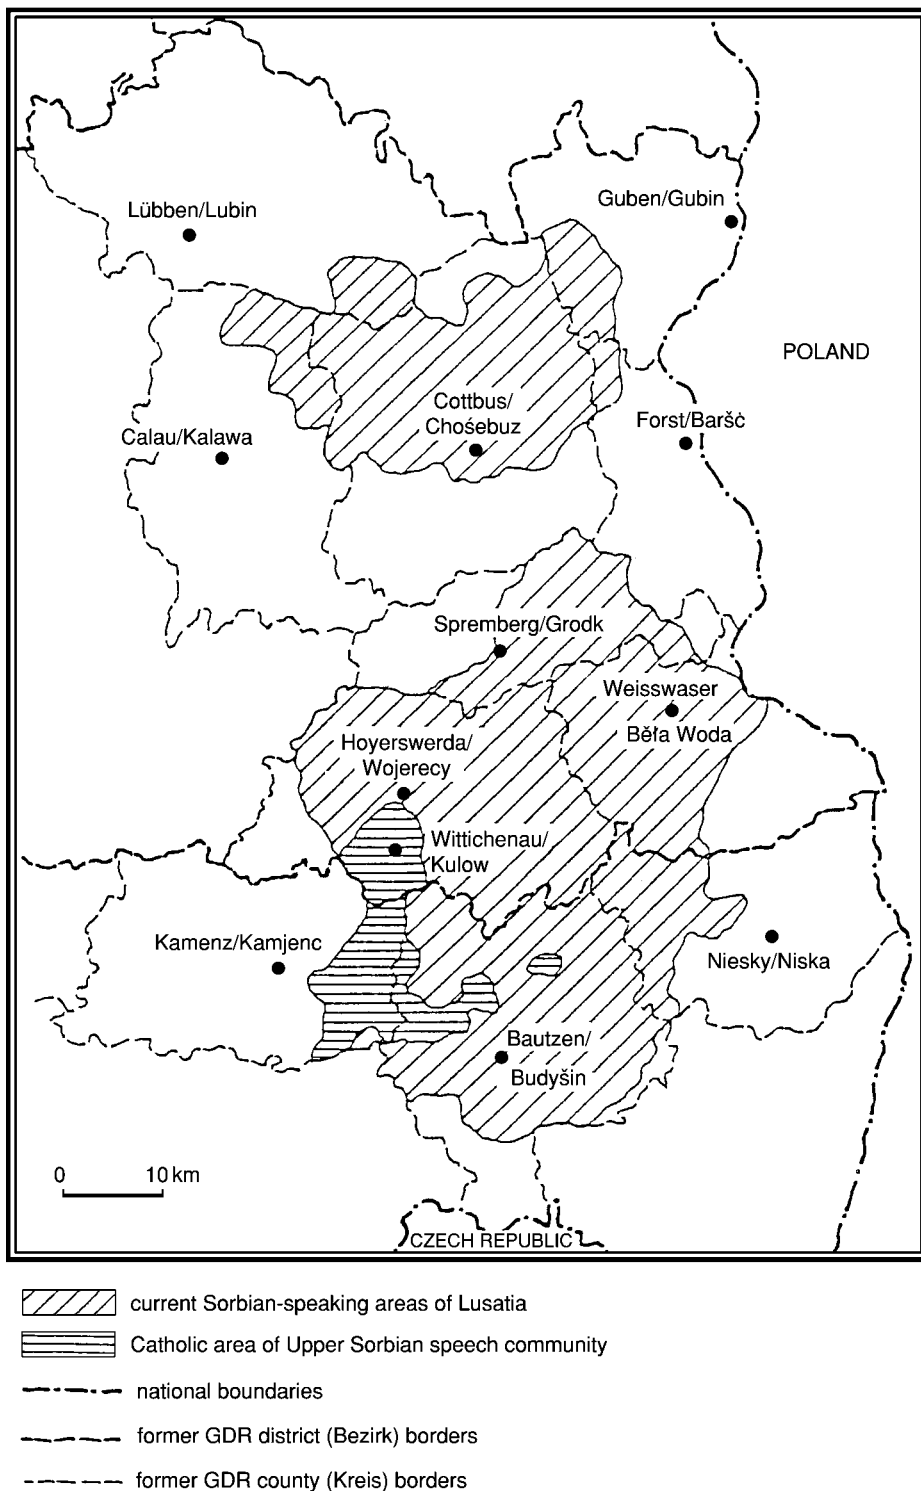 Lübben/Lubin
Guben/Gubin
POLAND
Cottbus/
Chośebuz
Forst/Baršć
Calau/Kalawa
Spremberg/Grodk
Weisswaser
Běła Woda
Hoyerswerda/
Wojerecy
Wittichenau/
Kulow
Kamenz/Kamjenc
Niesky/Niska
Bautzen/
Budyšin
0 10 km
CZECH REPUBLIC
current Sorbian-speaking areas of Lusatia
Catholic area of Upper Sorbian speech community
national boundaries
former GDR district (Bezirk) borders
former GDR county (Kreis) borders